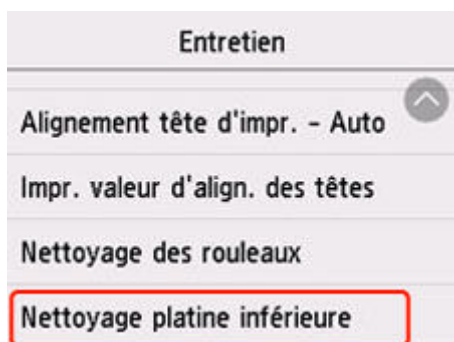 Entretien
Alignement tête d'impr. - Auto
Impr. valeur d'align. des têtes
Nettoyage des rouleaux
Nettoyage platine inférieure